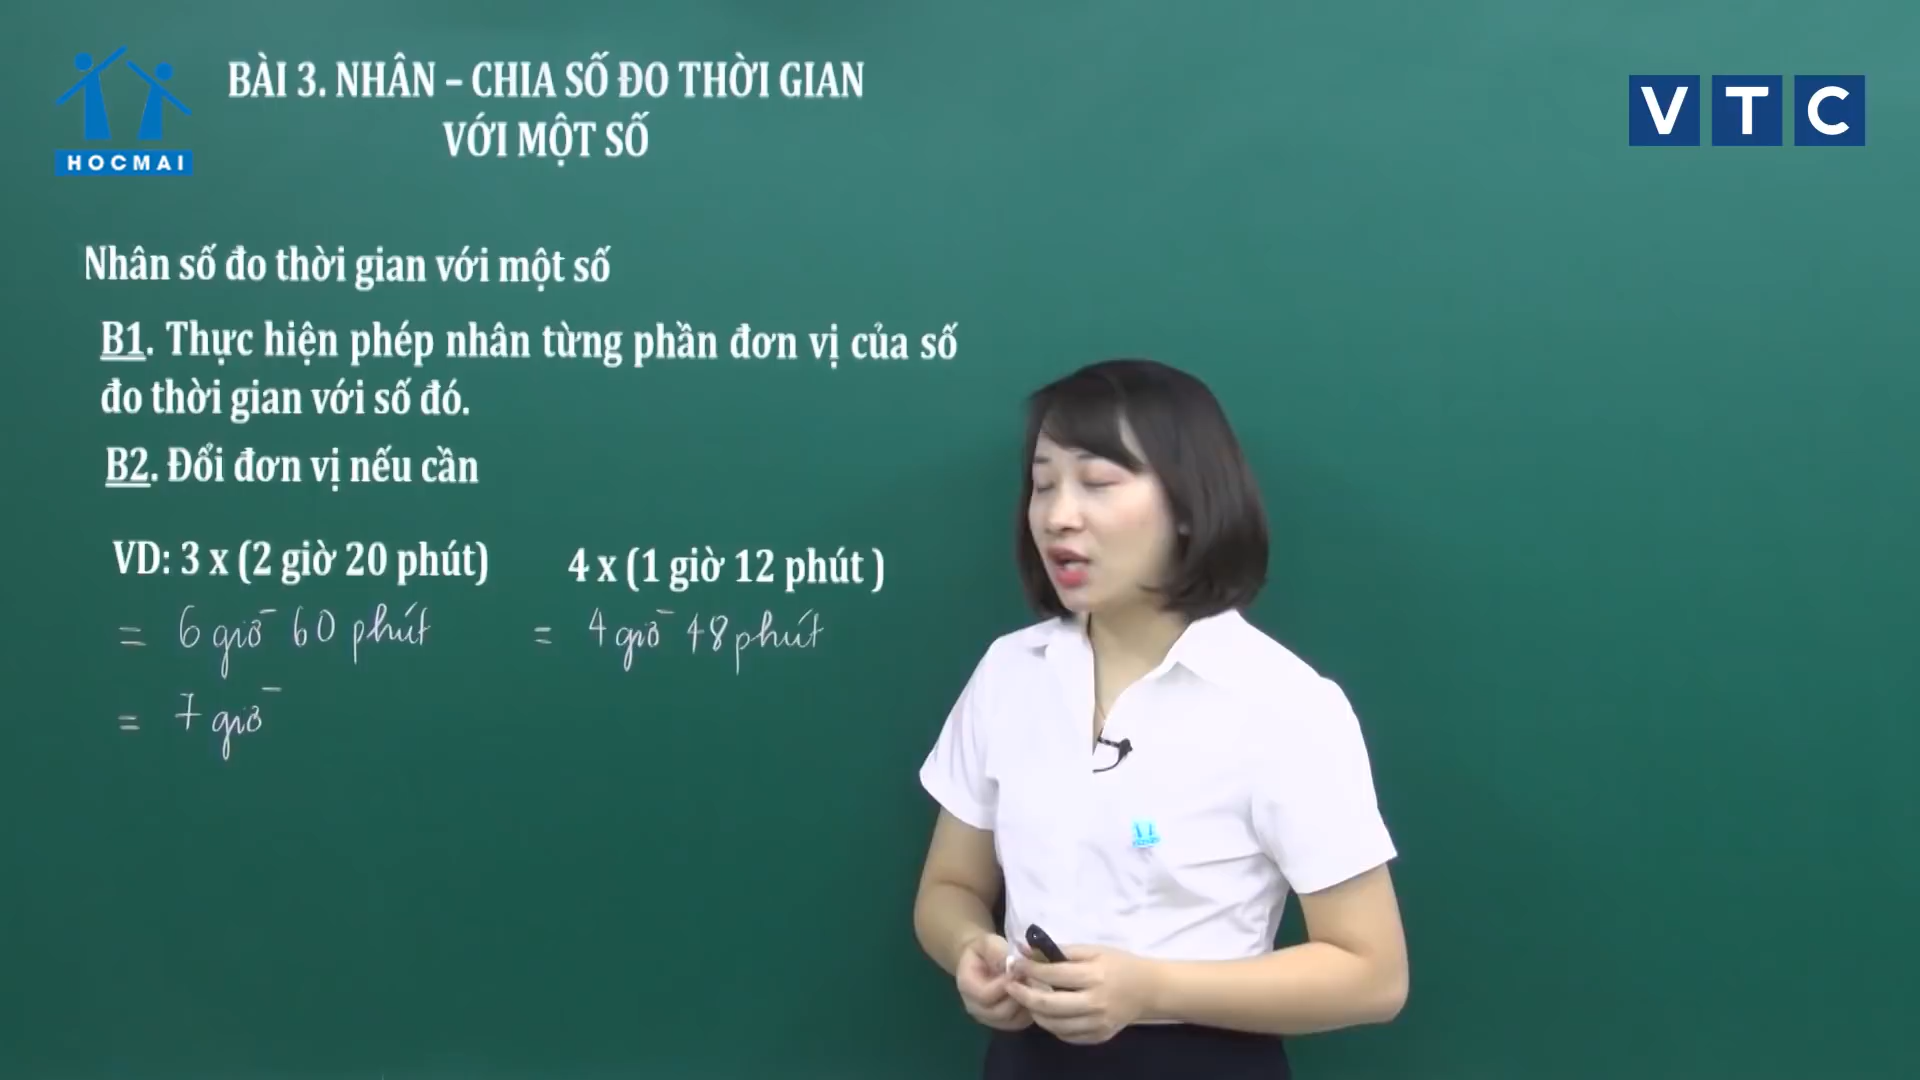 HOCMAI
BÀI 3. NHÂN – CHIA SỐ ĐO THỜI GIAN
VỚI MỘT SỐ
VTC
Nhân số đo thời gian với một số
B1. Thực hiện phép nhân từng phần đơn vị của số
đo thời gian với số đó.
B2. Đổi đơn vị nếu cần
VD: 3 x (2 giờ 20 phút)
= 6 giờ 60 phút
= 7 giờ
4 x (1 giờ 12 phút )
= 4 giờ 48 phút